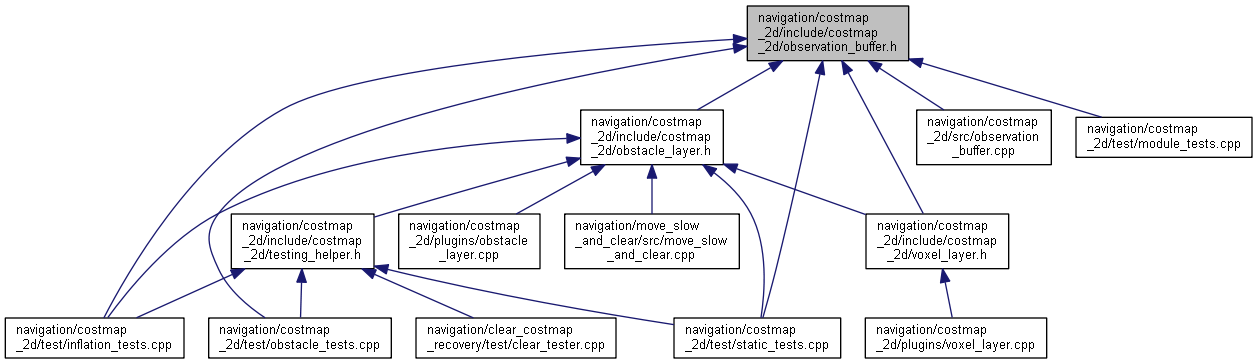 navigation/costmap
_2d/include/costmap
_2d/observation_buffer.h
navigation/costmap
_2d/include/costmap
_2d/obstacle_layer.h
navigation/costmap
_2d/src/observation
_buffer.cpp
navigation/costmap
_2d/test/module_tests.cpp
navigation/costmap
_2d/include/costmap
_2d/testing_helper.h
navigation/costmap
_2d/plugins/obstacle
_layer.cpp
navigation/move_slow
_and_clear/src/move_slow
_and_clear.cpp
navigation/costmap
_2d/include/costmap
_2d/voxel_layer.h
navigation/costmap
_2d/test/inflation_tests.cpp
navigation/costmap
_2d/test/obstacle_tests.cpp
navigation/clear_costmap
_recovery/test/clear_tester.cpp
navigation/costmap
_2d/test/static_tests.cpp
navigation/costmap
_2d/plugins/voxel_layer.cpp